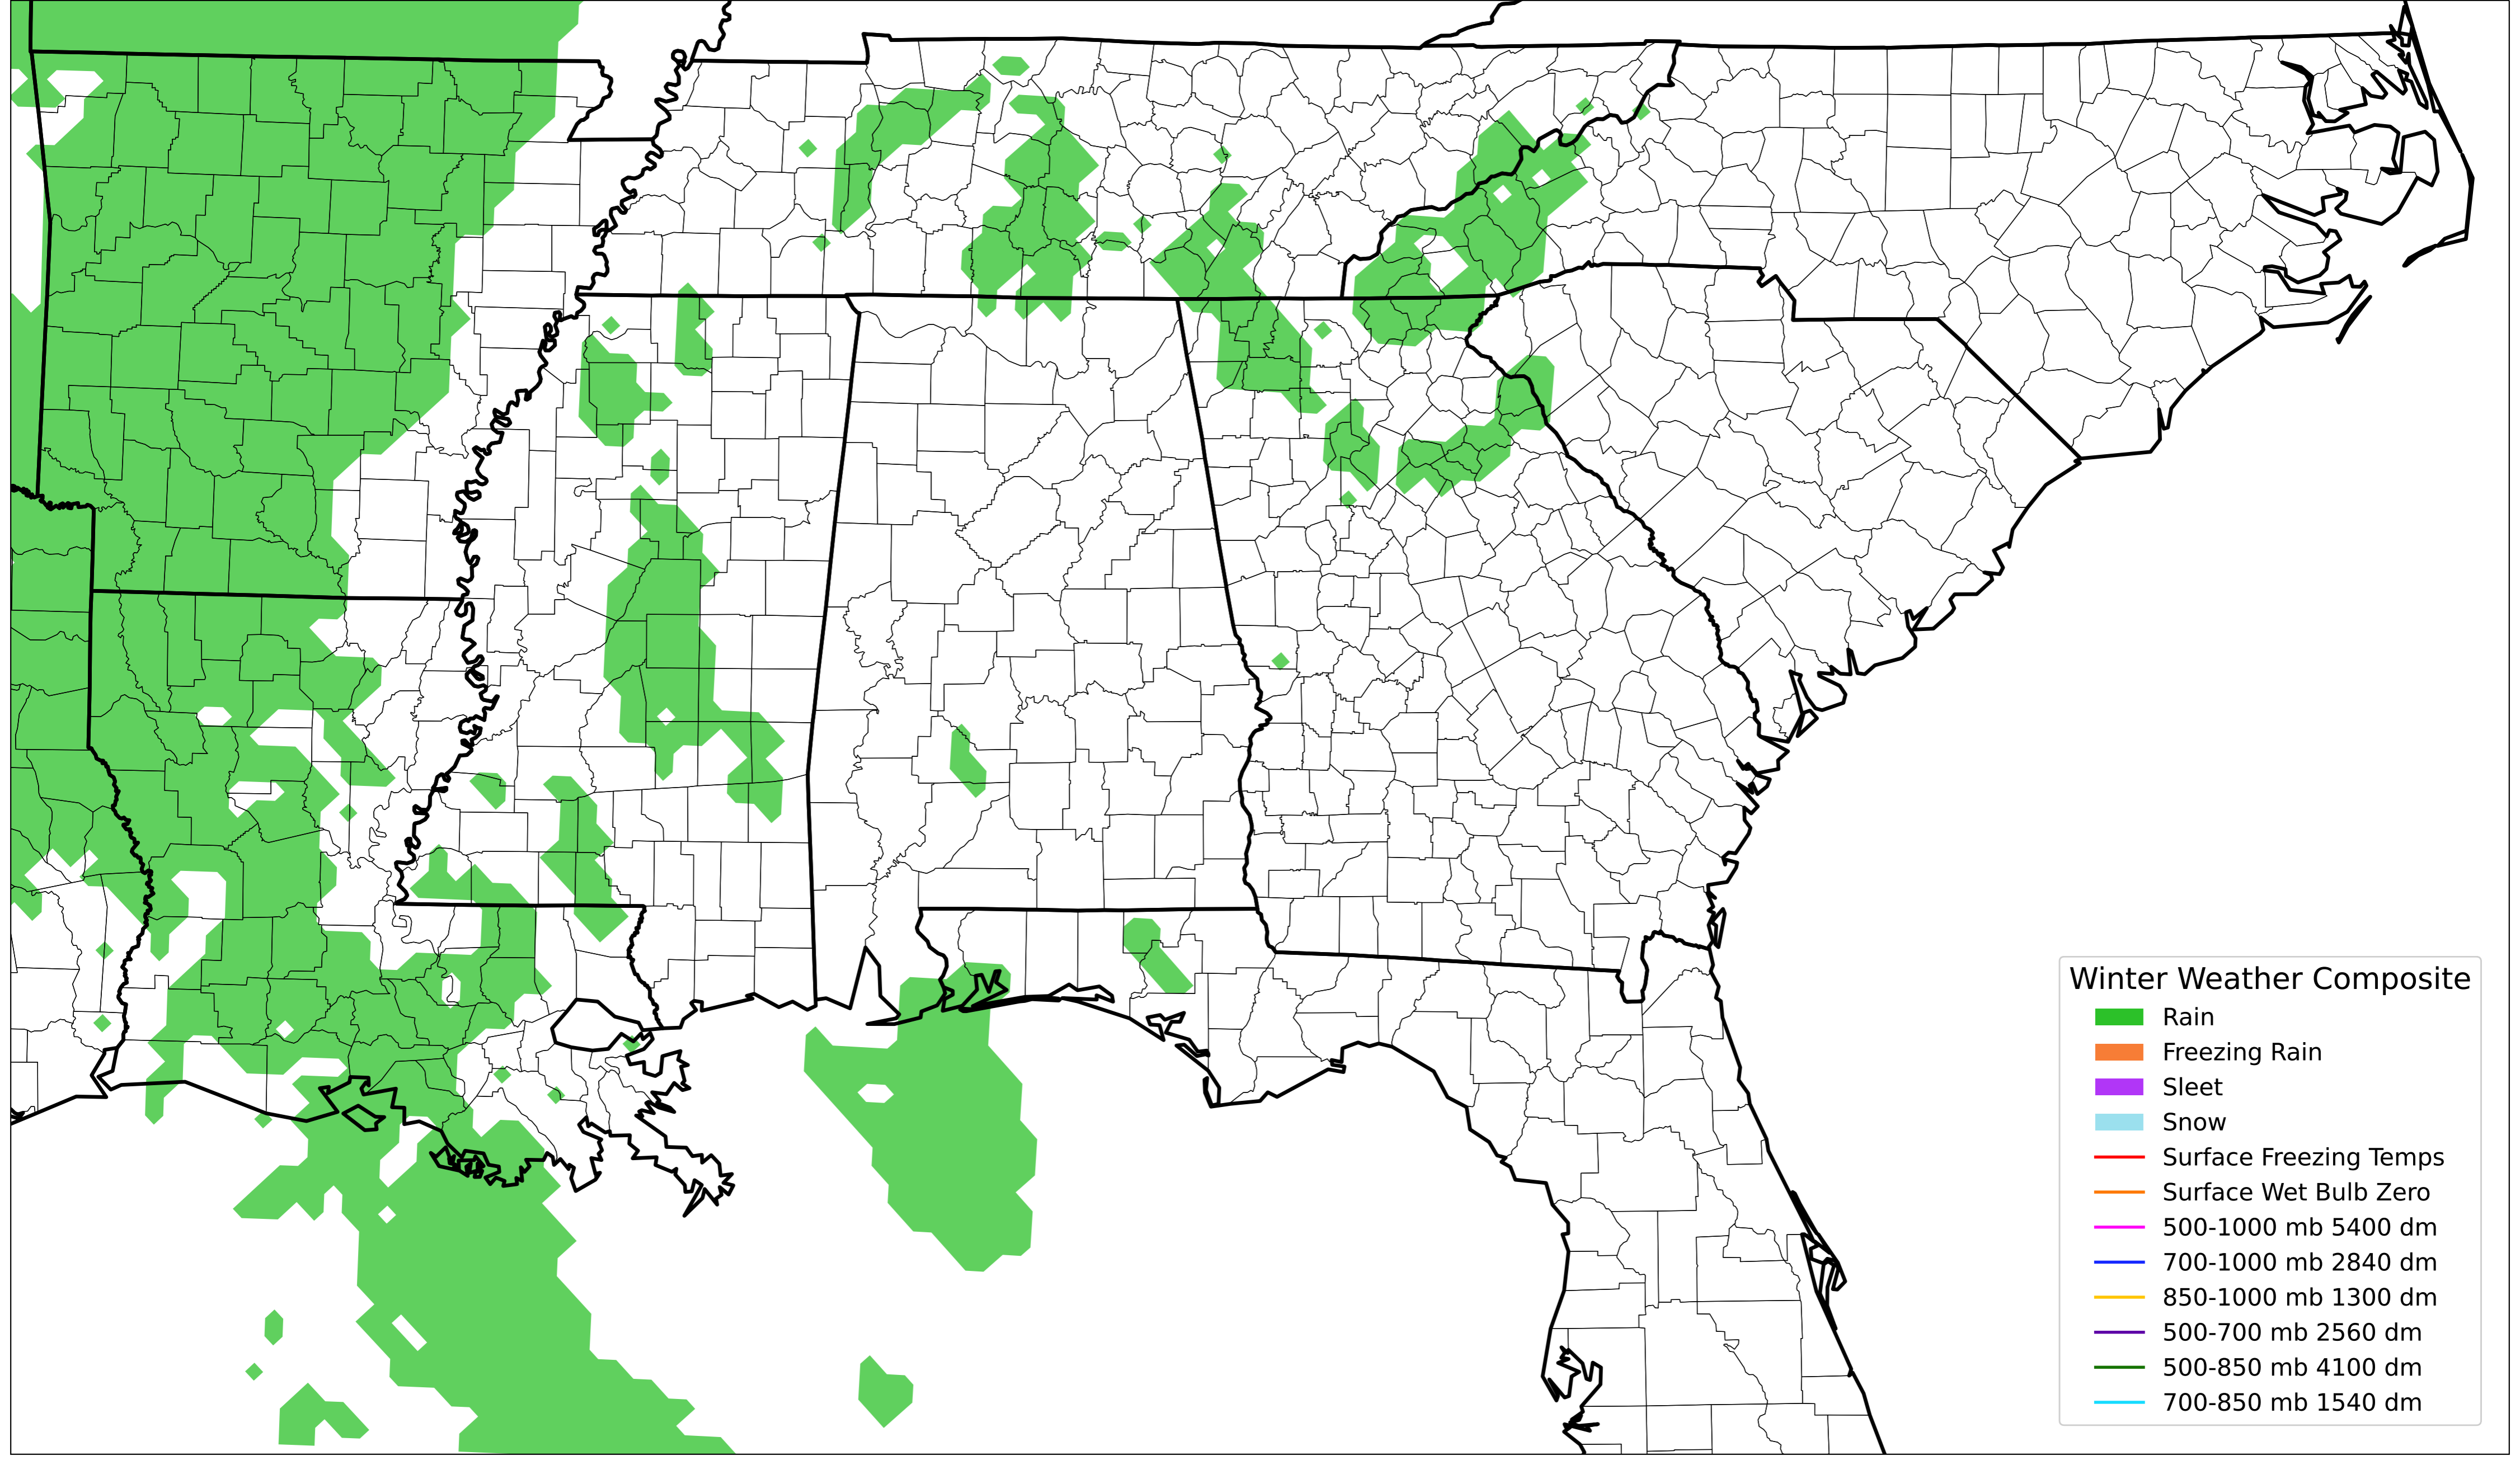 Winter Weather Composite
Rain
Freezing Rain
Sleet
Snow
Surface Freezing Temps
Surface Wet Bulb Zero
500-1000 mb 5400 dm
700-1000 mb 2840 dm
850-1000 mb 1300 dm
500-700 mb 2560 dm
500-850 mb 4100 dm
700-850 mb 1540 dm